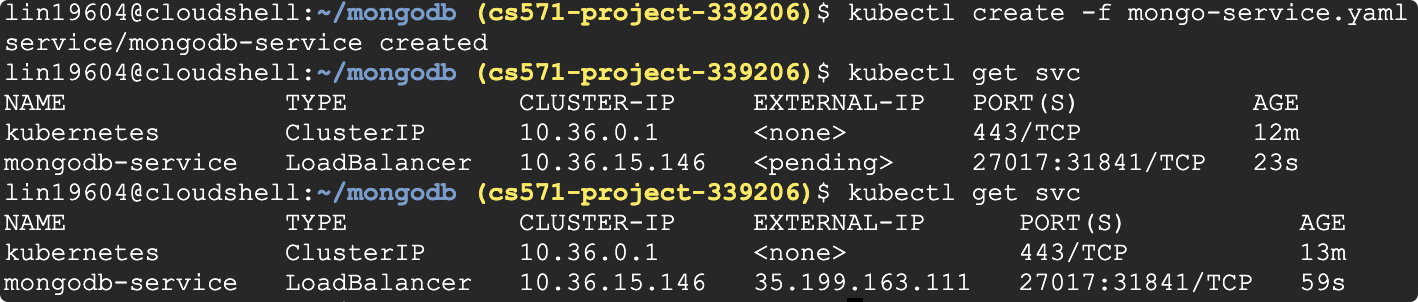 lin19604@cloudshell:~/mongodb (cs571-project-339206)$ kubectl create -f mongo-service.yaml
service/mongodb-service created
lin19604@cloudshell:~/mongodb (cs571-project-339206)$ kubectl get svc
NAME TYPE CLUSTER-IP EXTERNAL-IP PORT(S) AGE
kubernetes ClusterIP 10.36.0.1 <none> 443/TCP 12m
mongodb-service LoadBalancer 10.36.15.146 <pending> 27017:31841/TCP 23s
lin19604@cloudshell:~/mongodb (cs571-project-339206)$ kubectl get svc
NAME TYPE CLUSTER-IP EXTERNAL-IP PORT(S) AGE
kubernetes ClusterIP 10.36.0.1 <none> 443/TCP 13m
mongodb-service LoadBalancer 10.36.15.146 35.199.163.111 27017:31841/TCP 59s